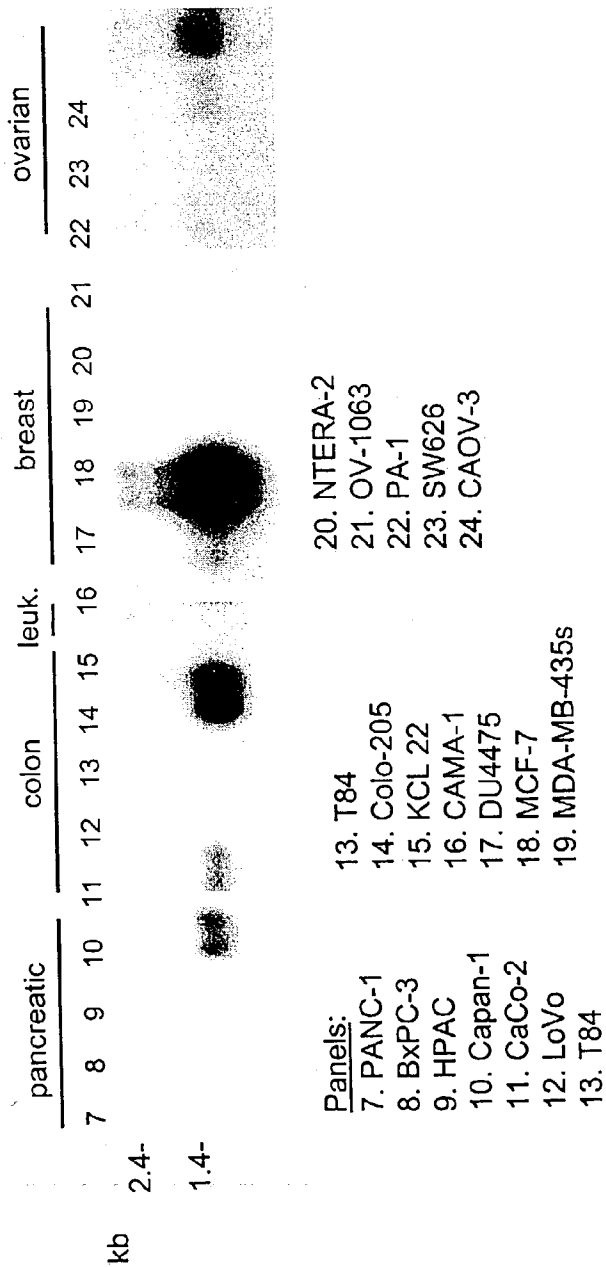 pancreatic colon leuk. breast ovarian
7 8 9 10 11 12 13 14 15 16 17 18 19 20 21 22 23 24
kb
2.4-
1.4-
Panels:
7. PANC-1
8. BxPC-3
9. HPAC
10. Capan-1
11. CaCo-2
12. LoVo
13. T84
13. T84
14. Colo-205
15. KCL 22
16. CAMA-1
17. DU4475
18. MCF-7
19. MDA-MB-435s
20. NTERA-2
21. OV-1063
22. PA-1
23. SW626
24. CAOV-3